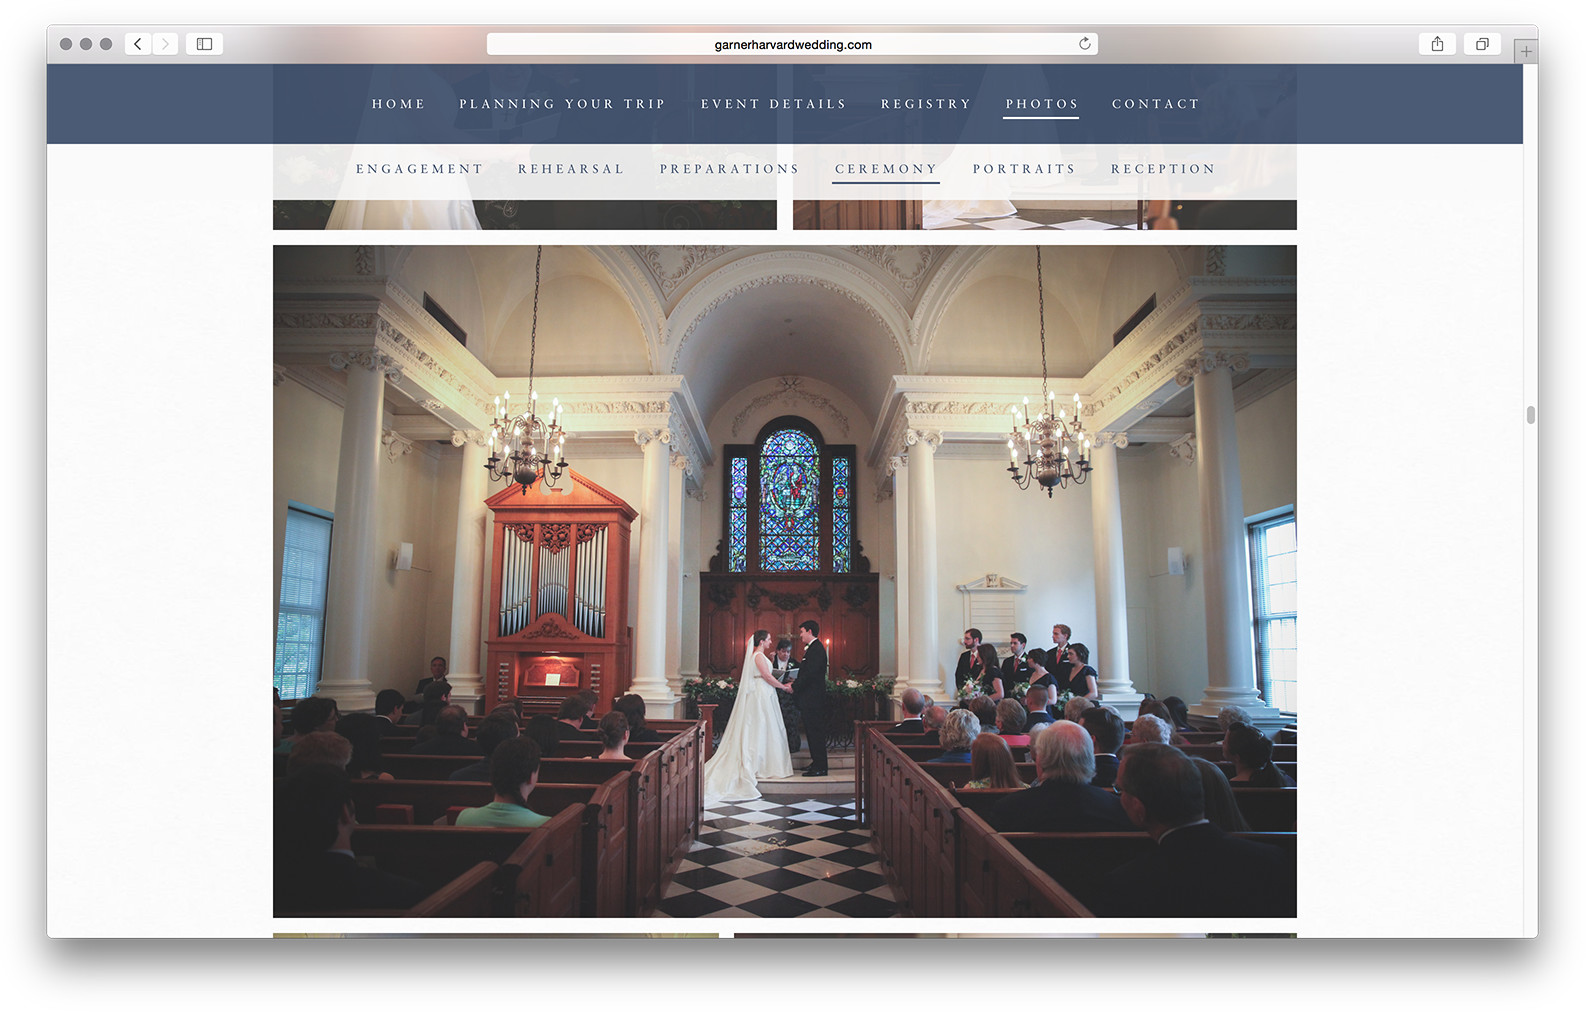 garnerharvardwedding.com
HOME PLANNING YOUR TRIP EVENT DETAILS REGISTRY PHOTOS CONTACT
ENGAGEMENT REHEARSAL PREPARATIONS CEREMONY PORTRAITS RECEPTION